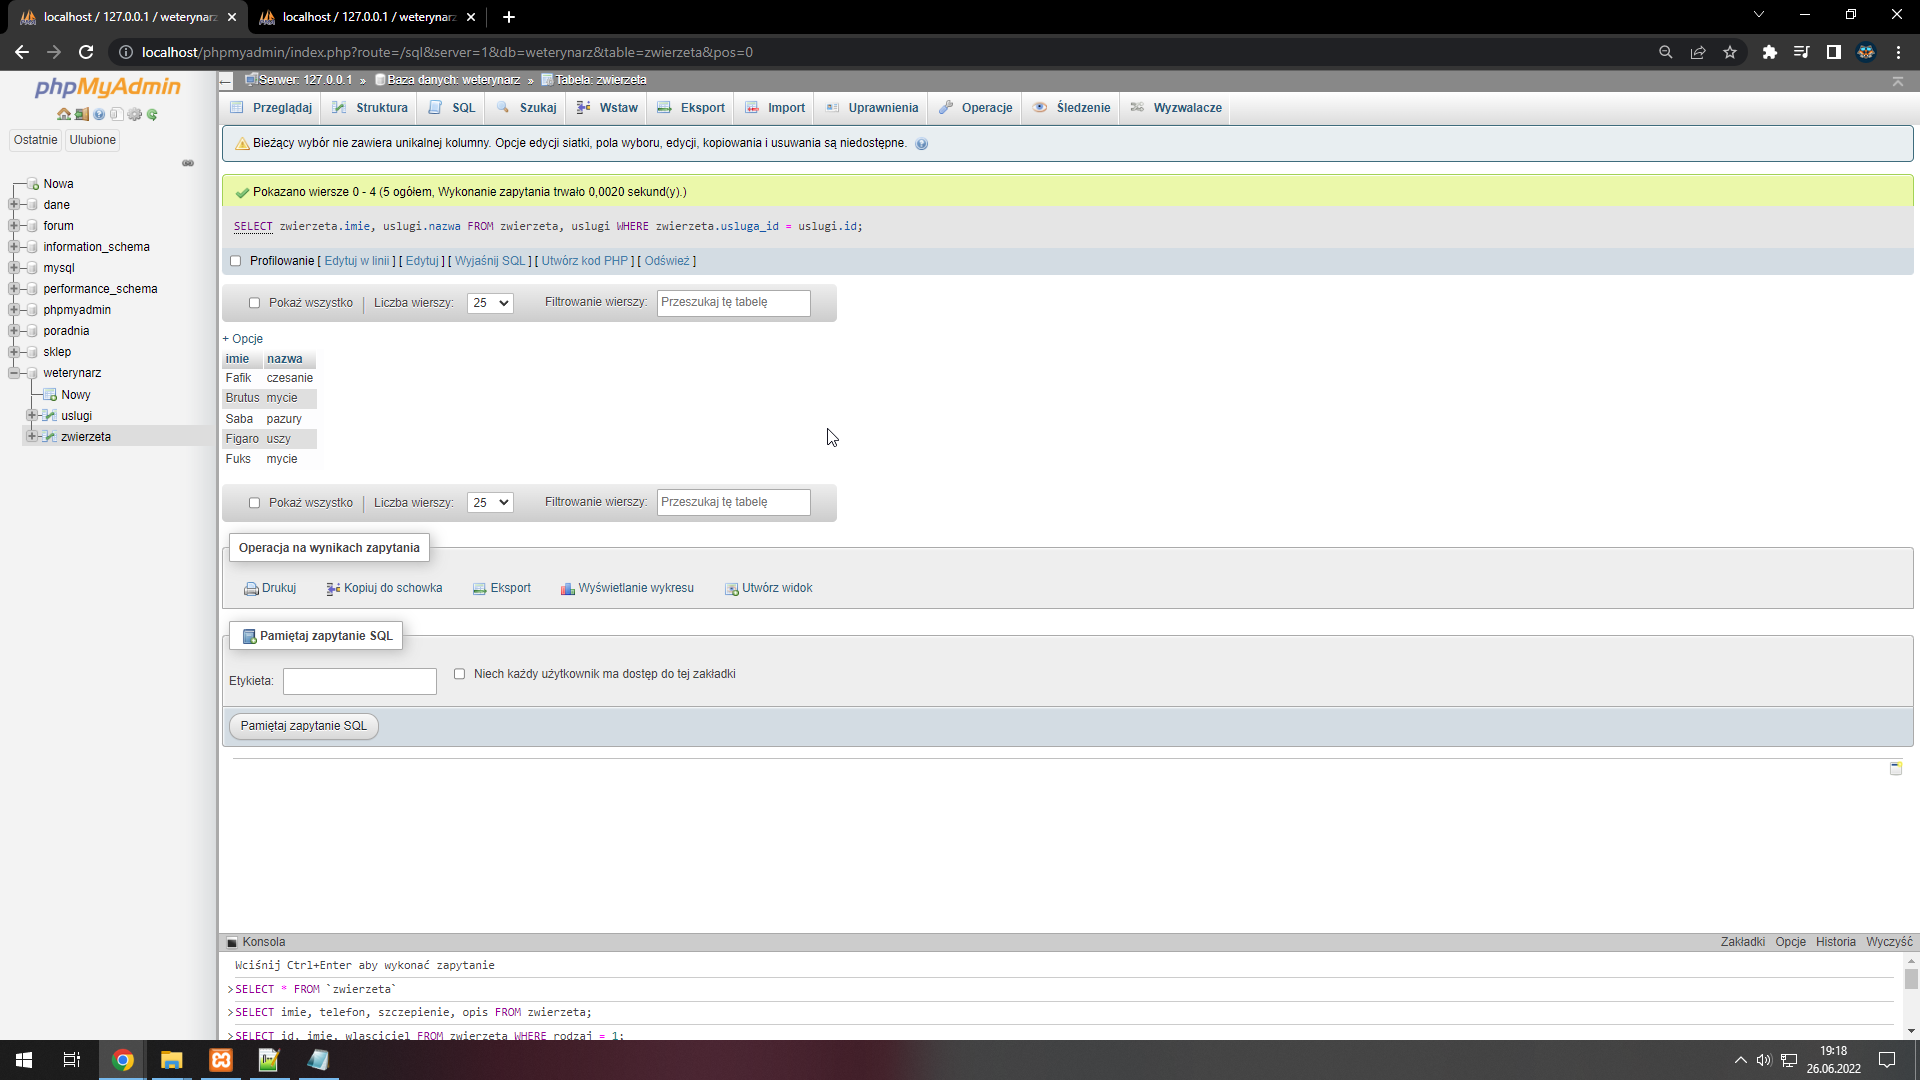 localhost / 127.0.0.1 / weterynarz
localhost / 127.0.0.1 / weterynarz
localhost/phpmyadmin/index.php?route=/sql&server=1&db=weterynarz&table=zwierzeta&pos=0
phpMyAdmin
Ostatnie Ulubione
Nowa
dane
forum
information_schema
mysql
performance_schema
phpmyadmin
poradnia
sklep
weterynarz
Nowy
uslugi
zwierzeta
Serwer: 127.0.0.1 » Baza danych: weterynarz » Tabela: zwierzeta
Przeglądaj Struktura SQL Szukaj Wstaw Eksport Import Uprawnienia Operacje Śledzenie Wyzwalacze
Bieżący wybór nie zawiera unikalnej kolumny. Opcje edycji siatki, pola wyboru, edycji, kopiowania i usuwania są niedostępne.
Pokazano wiersze 0 - 4 (5 ogółem, Wykonanie zapytania trwało 0,0020 sekund(y).)
SELECT zwierzeta.imie, uslugi.nazwa FROM zwierzeta, uslugi WHERE zwierzeta.usluga_id = uslugi.id;
Profilowanie [ Edytuj w linii ] [ Edytuj ] [ Wyjaśnij SQL ] [ Utwórz kod PHP ] [ Odśwież ]
Pokaż wszystko | Liczba wierszy: 25 Filtrowanie wierszy: Przeszukaj tę tabelę
+ Opcje
imie nazwa
Fafik czesanie
Brutus mycie
Saba pazury
Figaro uszy
Fuks mycie
Pokaż wszystko | Liczba wierszy: 25 Filtrowanie wierszy: Przeszukaj tę tabelę
Operacja na wynikach zapytania
Drukuj Kopiuj do schowka Eksport Wyświetlanie wykresu Utwórz widok
Pamiętaj zapytanie SQL
Etykieta: Niech każdy użytkownik ma dostęp do tej zakładki
Pamiętaj zapytanie SQL
Konsola Zakładki Opcje Historia Wyczyść
Wciśnij Ctrl+Enter aby wykonać zapytanie
>SELECT * FROM `zwierzeta`
>SELECT imie, telefon, szczepienie, opis FROM zwierzeta;
>SELECT id, imie, wlasciciel FROM zwierzeta WHERE rodzaj = 1;
19:18
26.06.2022